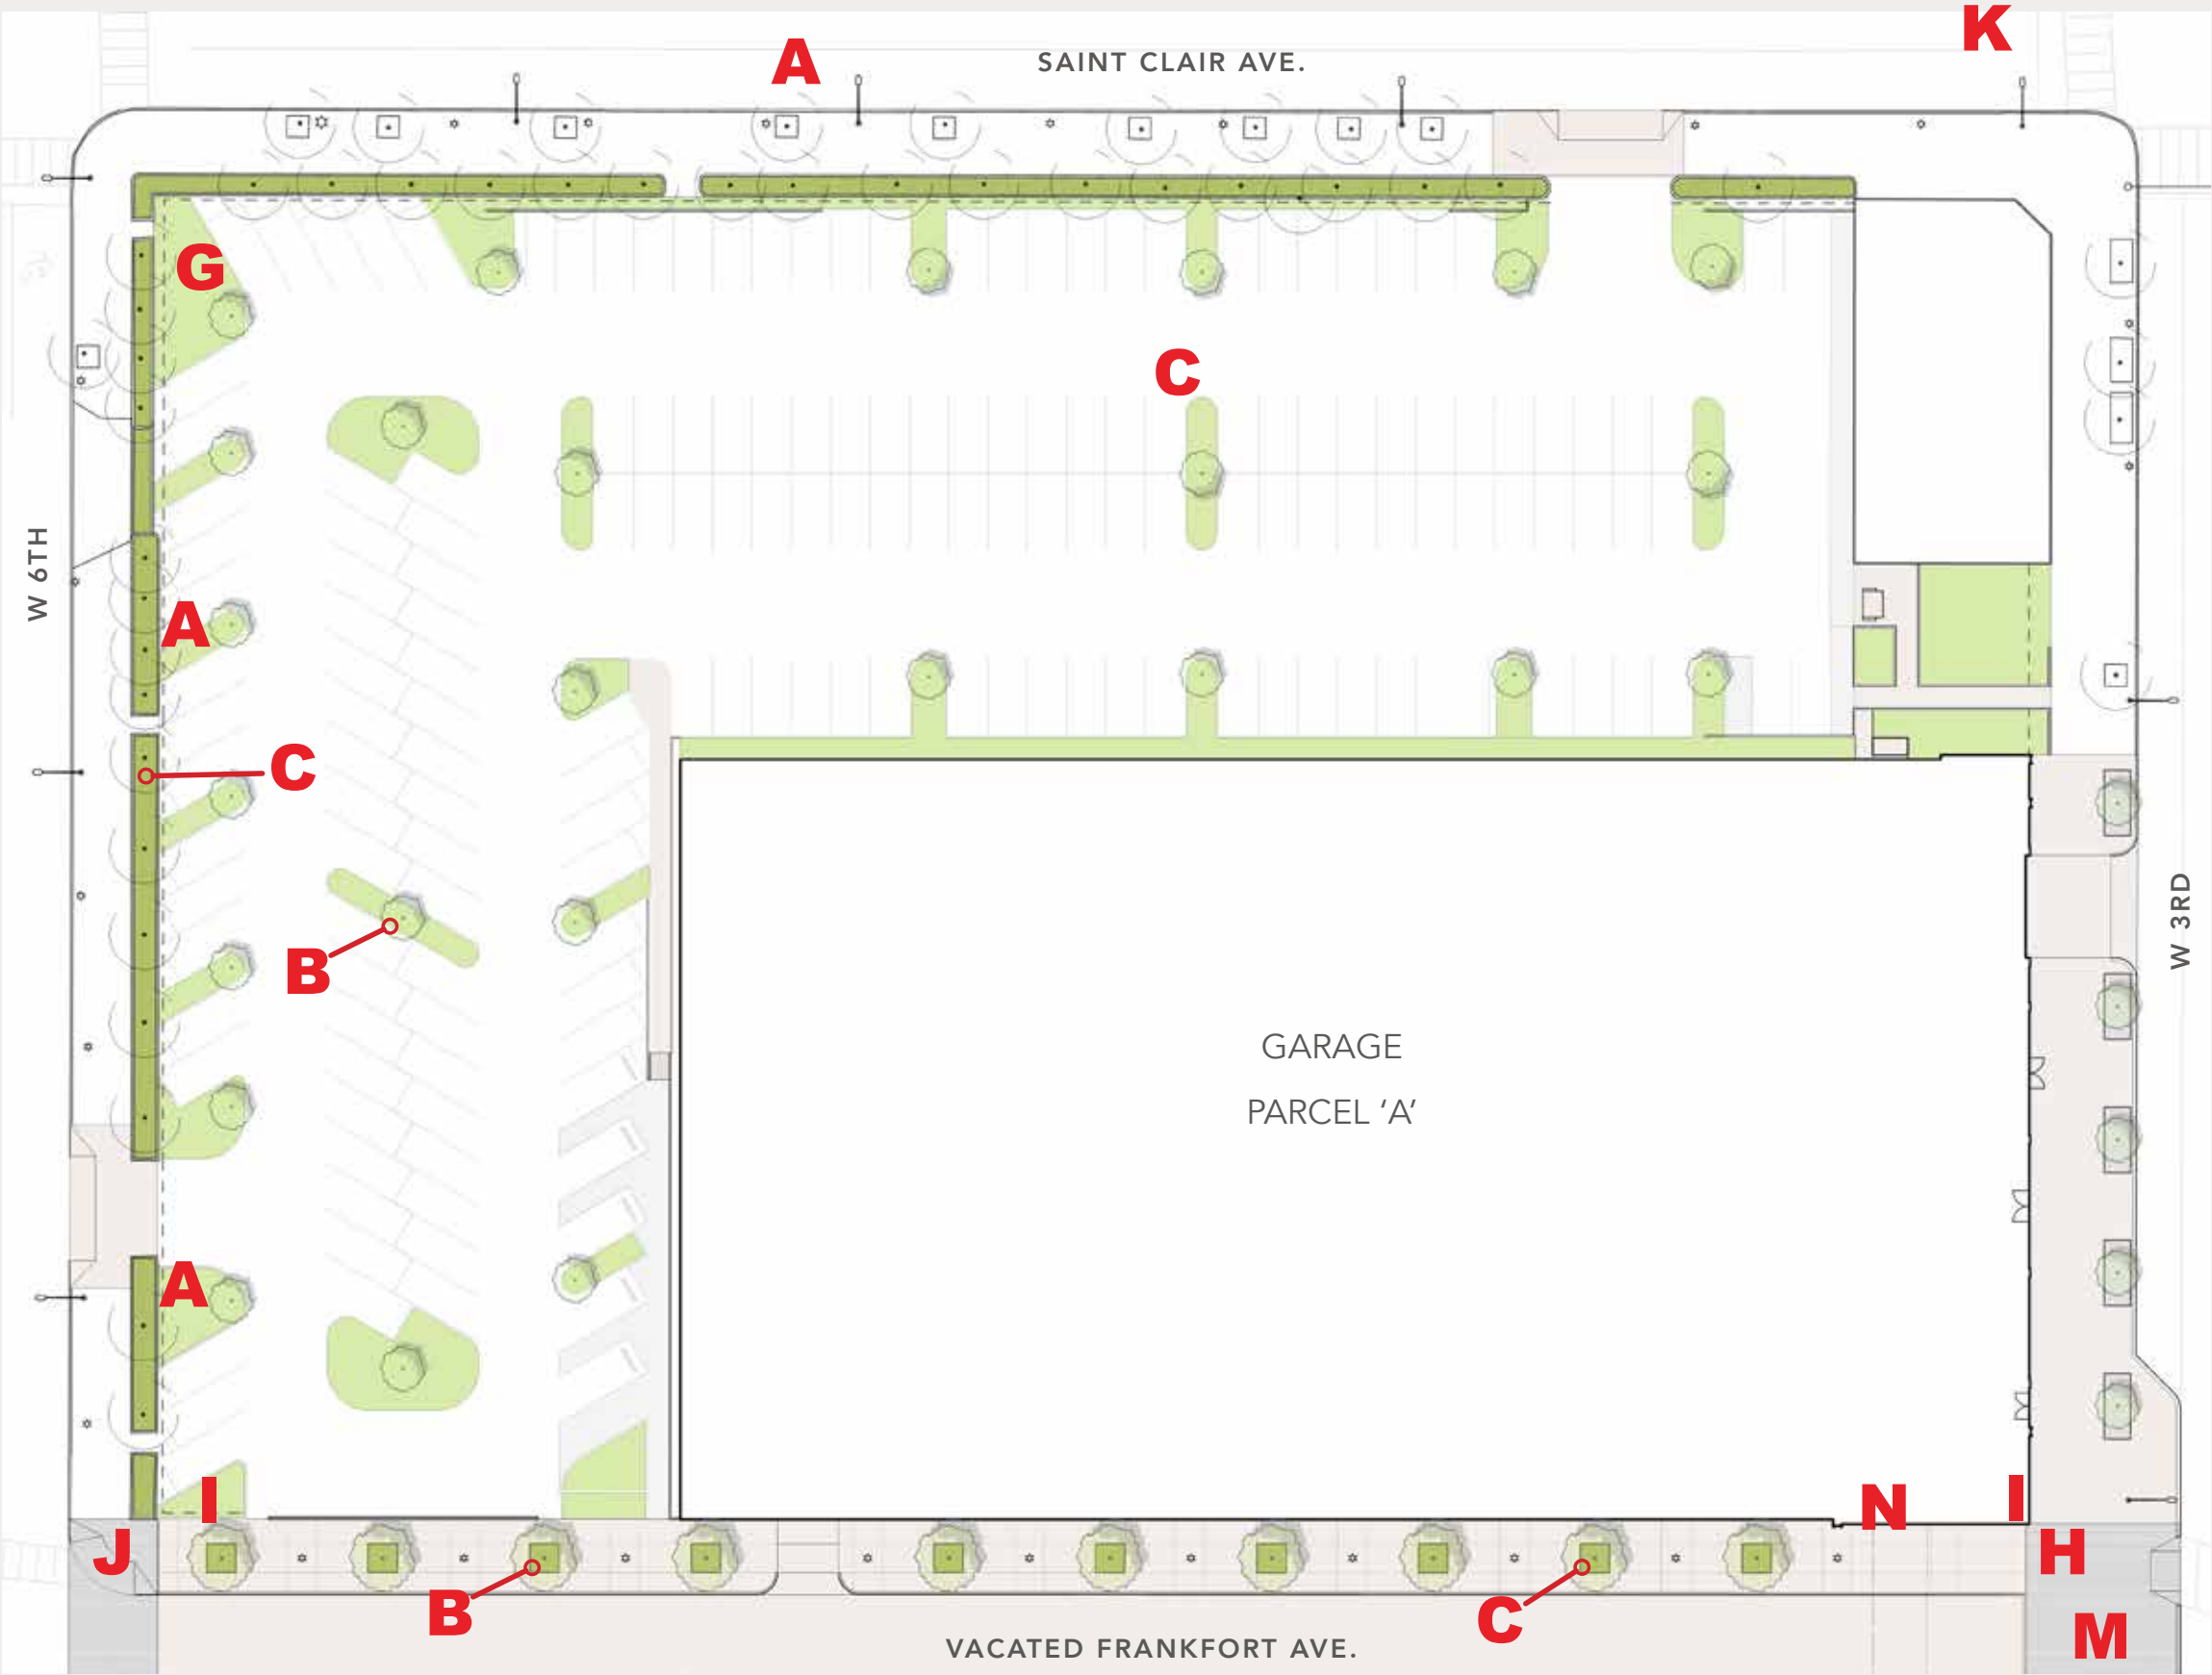 K
A
SAINT CLAIR AVE.
G
C
W 6TH
A
C
B
W 3RD
GARAGE
PARCEL ‘A’
A
I
N
I
J
H
B
C
M
VACATED FRANKFORT AVE.